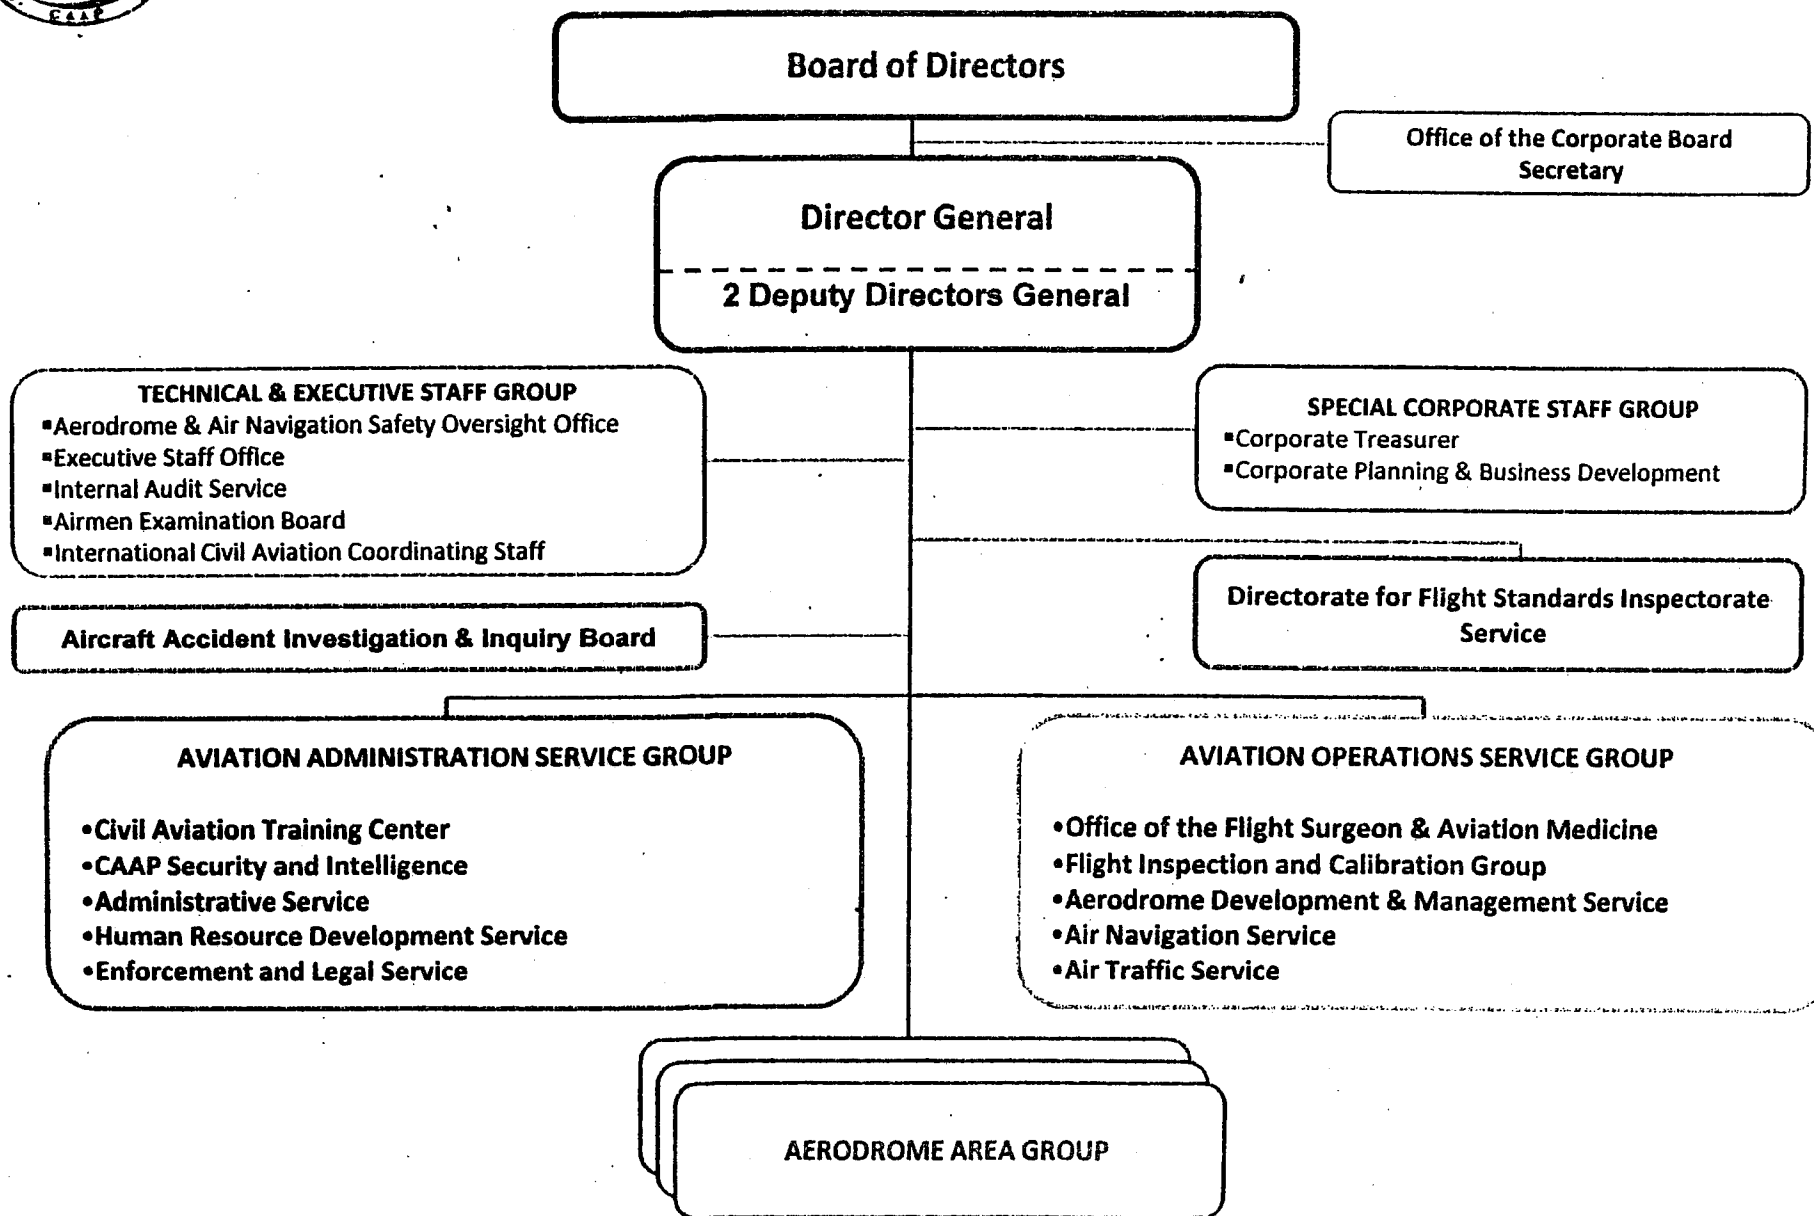 CAAP
Board of Directors
Office of the Corporate Board
Secretary
Director General
2 Deputy Directors General
TECHNICAL & EXECUTIVE STAFF GROUP
▪Aerodrome & Air Navigation Safety Oversight Office
▪Executive Staff Office
▪Internal Audit Service
▪Airmen Examination Board
▪International Civil Aviation Coordinating Staff
SPECIAL CORPORATE STAFF GROUP
▪Corporate Treasurer
▪Corporate Planning & Business Development
Aircraft Accident Investigation & Inquiry Board
Directorate for Flight Standards Inspectorate
Service
AVIATION ADMINISTRATION SERVICE GROUP
•Civil Aviation Training Center
•CAAP Security and Intelligence
•Administrative Service
•Human Resource Development Service
•Enforcement and Legal Service
AVIATION OPERATIONS SERVICE GROUP
•Office of the Flight Surgeon & Aviation Medicine
•Flight Inspection and Calibration Group
•Aerodrome Development & Management Service
•Air Navigation Service
•Air Traffic Service
AERODROME AREA GROUP